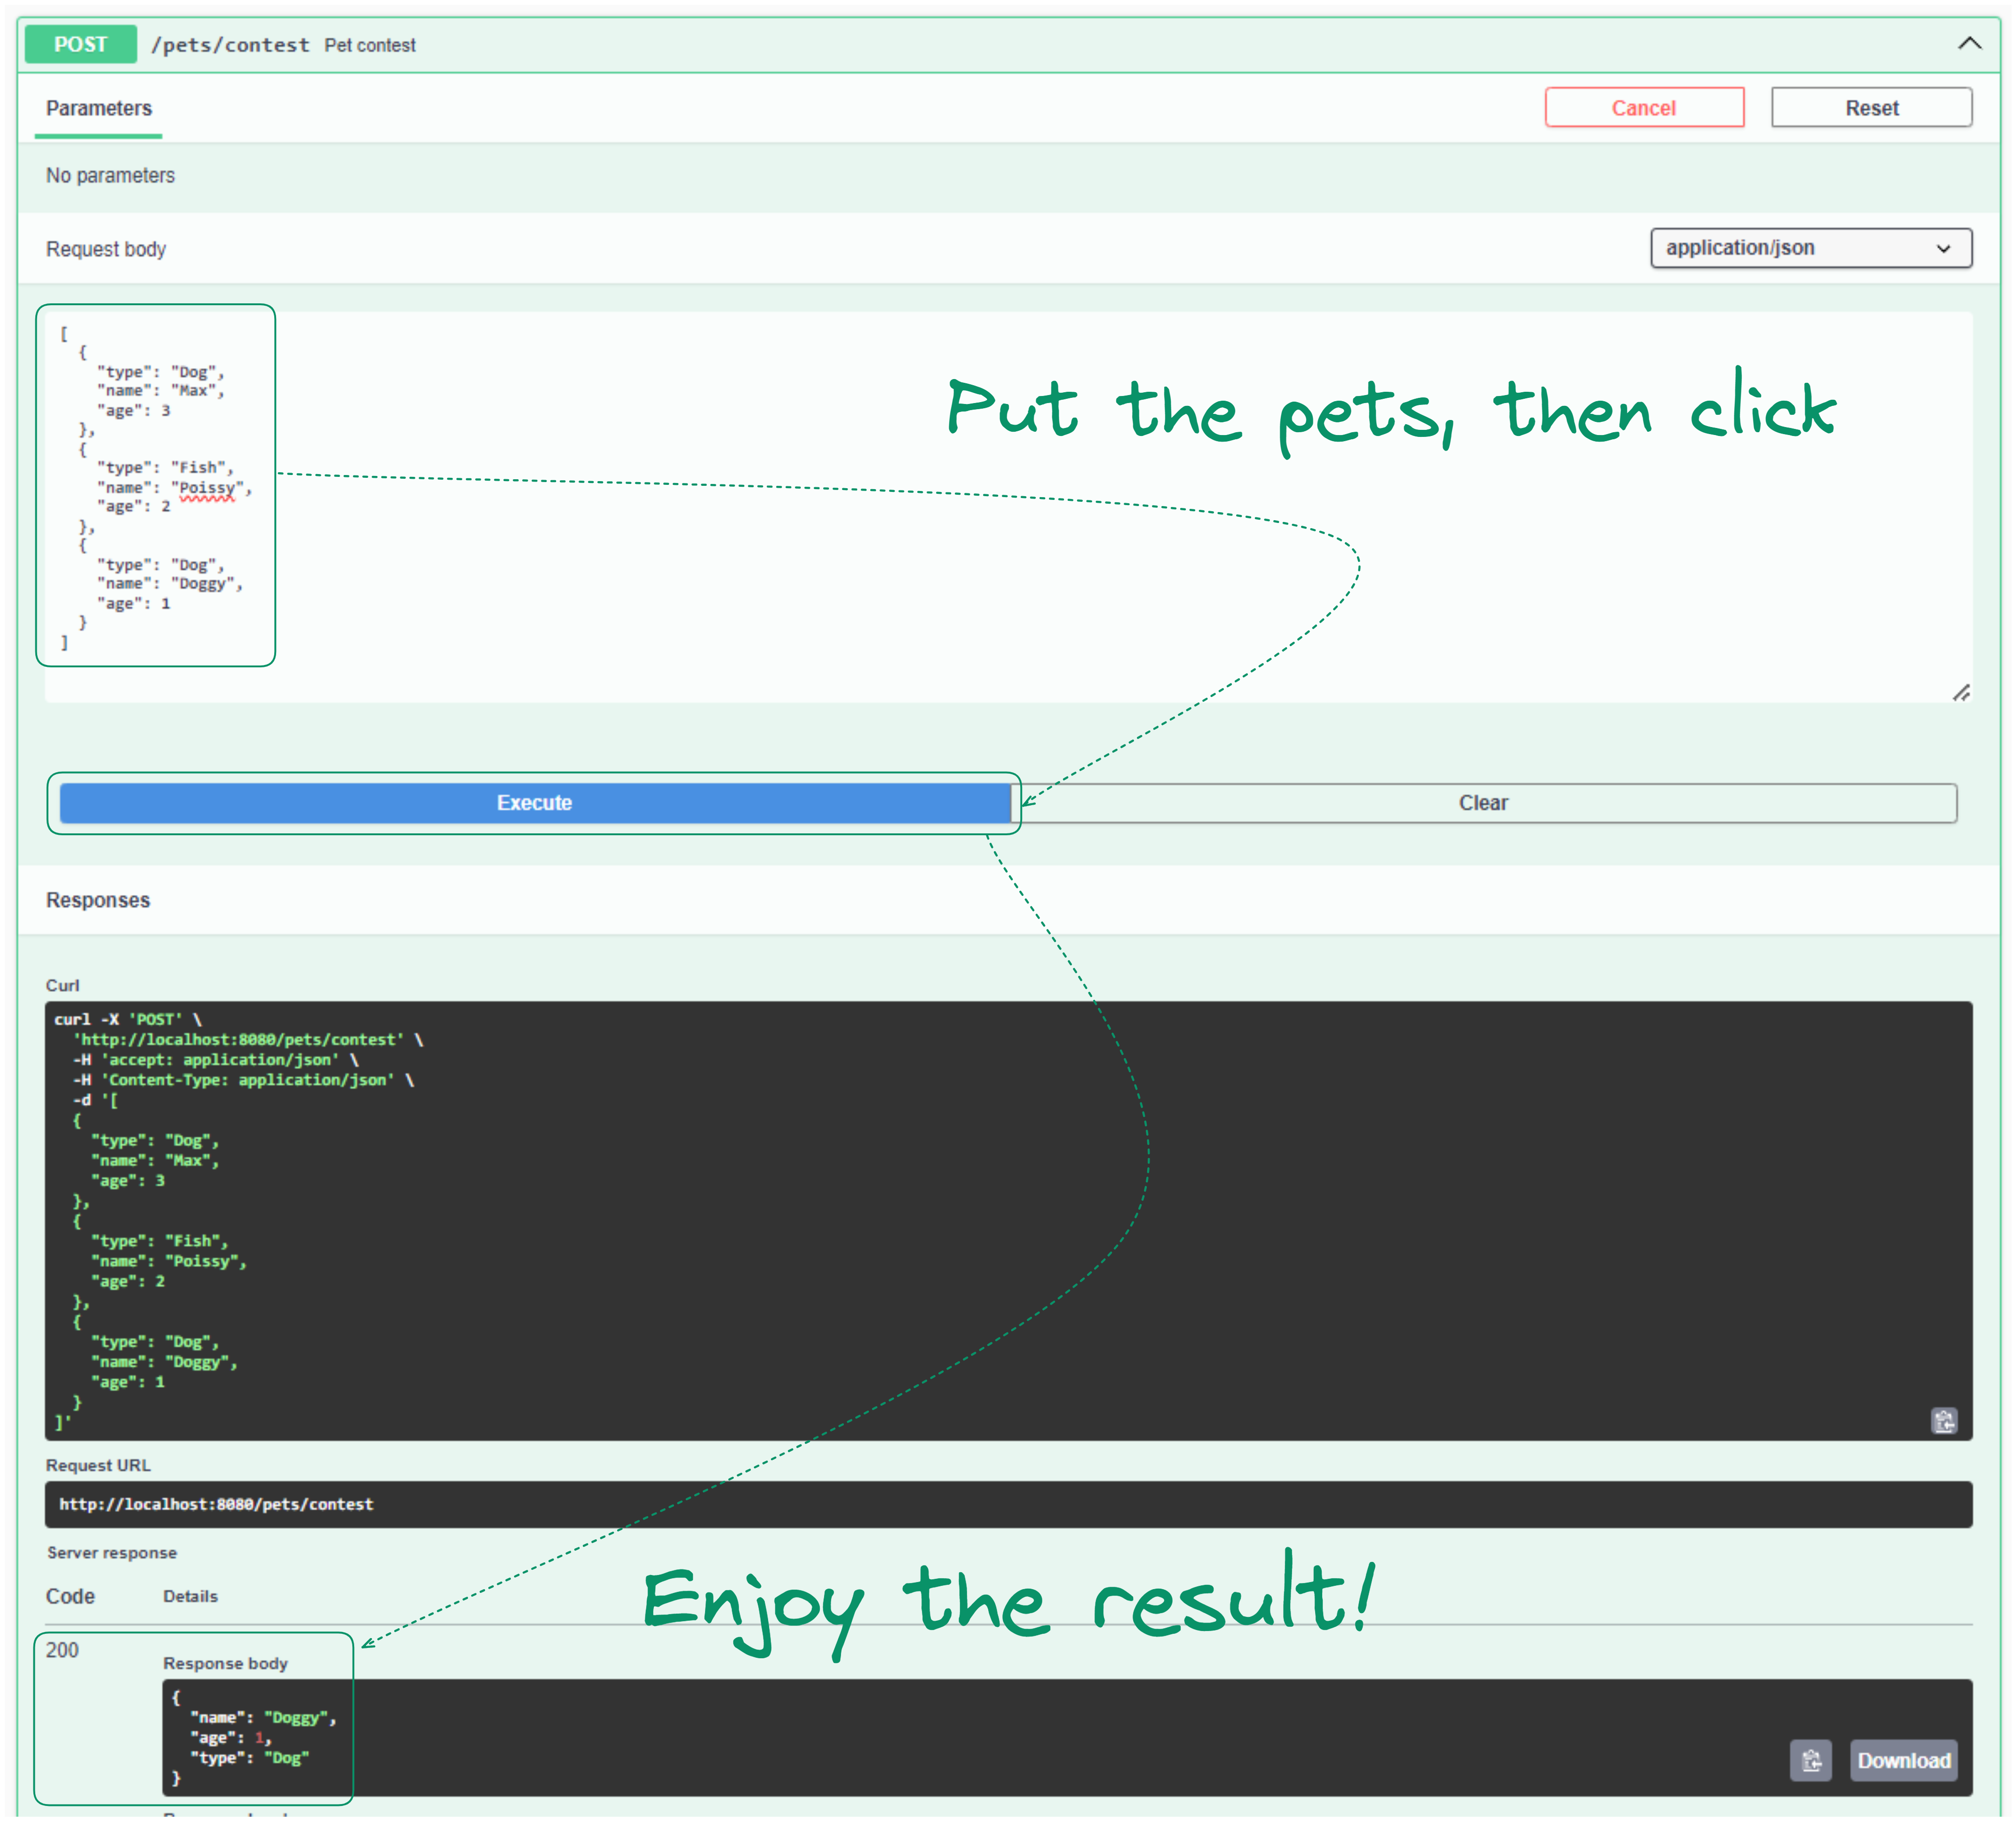 POST /pets/contest Pet contest
Parameters
Cancel
Reset
No parameters
Request body
application/json
[
  {
    "type": "Dog",
    "name": "Max",
    "age": 3
  },
  {
    "type": "Fish",
    "name": "Poissy",
    "age": 2
  },
  {
    "type": "Dog",
    "name": "Doggy",
    "age": 1
  }
]
Put the pets, then click
Execute
Clear
Responses
Curl
curl -X 'POST' \
  'http://localhost:8080/pets/contest' \
  -H 'accept: application/json' \
  -H 'Content-Type: application/json' \
  -d '[
  {
    "type": "Dog",
    "name": "Max",
    "age": 3
  },
  {
    "type": "Fish",
    "name": "Poissy",
    "age": 2
  },
  {
    "type": "Dog",
    "name": "Doggy",
    "age": 1
  }
]'
Request URL
http://localhost:8080/pets/contest
Server response
Code Details
Enjoy the result!
200
Response body
{
  "name": "Doggy",
  "age": 1,
  "type": "Dog"
}
Download